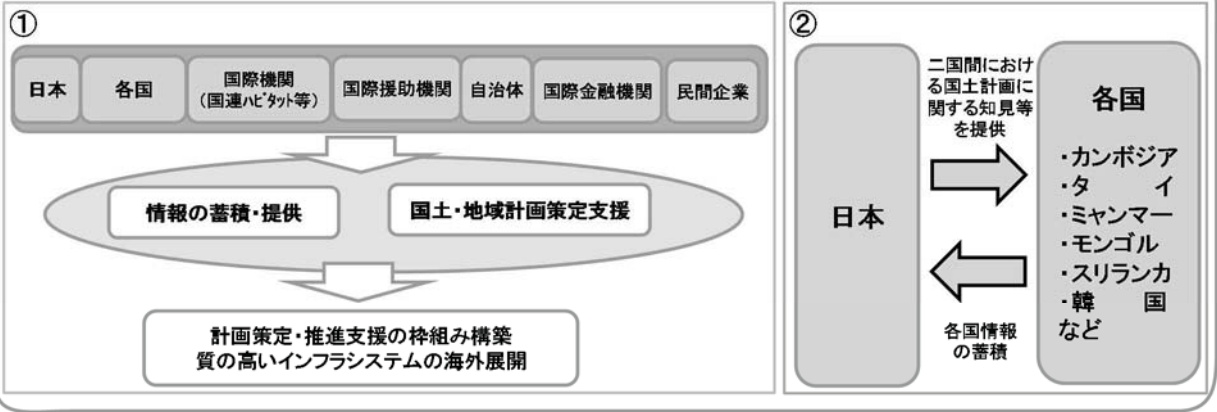 ①
日本
各国
国際機関
(国連ハビタット等)
国際援助機関
自治体
国際金融機関
民間企業
情報の蓄積・提供
国土・地域計画策定支援
計画策定・推進支援の枠組み構築
質の高いインフラシステムの海外展開
②
日本
二国間におけ
る国土計画に
関する知見等
を提供
各国情報
の蓄積
各国
・カンボジア
・タイ
・ミャンマー
・モンゴル
・スリランカ
・韓国
など